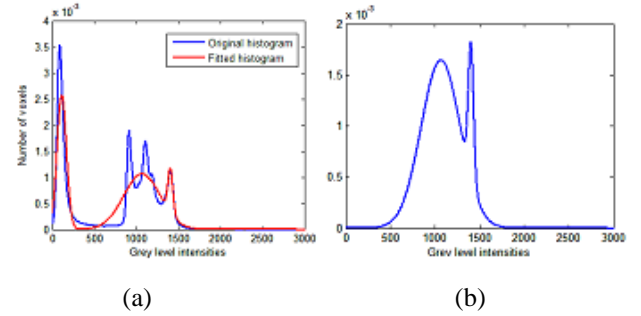 x 10⁻³
4
3.5
3
2.5
2
1.5
1
0.5
0
Number of voxels
Original histogram
Fitted histogram
0 500 1000 1500 2000 2500 3000
Grey level intensities
(a)
x 10⁻³
2
1.5
1
0.5
0
0 500 1000 1500 2000 2500 3000
Grey level intensities
(b)